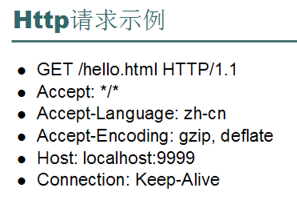 Http请求示例
● GET /hello.html HTTP/1.1
● Accept: */*
● Accept-Language: zh-cn
● Accept-Encoding: gzip, deflate
● Host: localhost:9999
● Connection: Keep-Alive